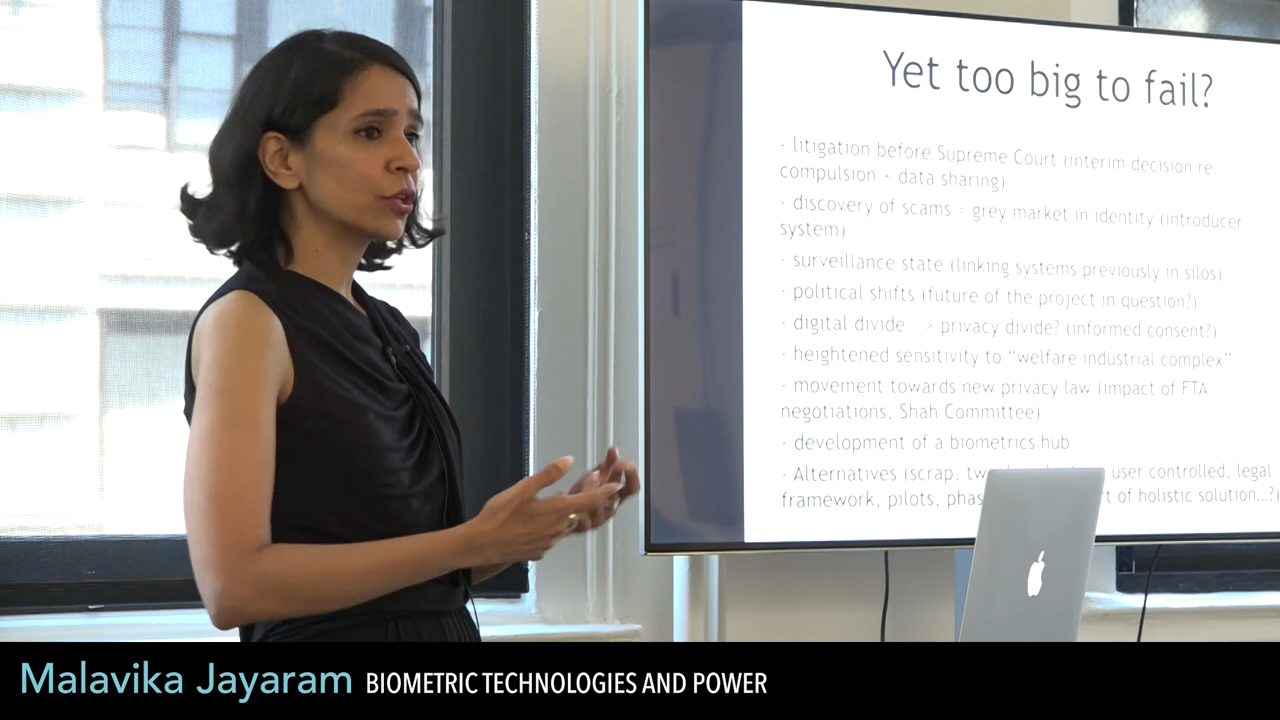 Yet too big to fail?
- litigation before Supreme Court (interim decision re.
compulsion + data sharing)
- discovery of scams = grey market in identity (introducer
system)
- surveillance state (linking systems previously in silos)
- political shifts (future of the project in question?)
- digital divide > privacy divide? (informed consent?)
- heightened sensitivity to “welfare industrial complex”
- movement towards new privacy law (impact of FTA
negotiations, Shah Committee)
- development of a biometrics hub
- Alternatives (scrap, user controlled, legal
framework, pilots, of holistic solution...?)
Malavika Jayaram BIOMETRIC TECHNOLOGIES AND POWER